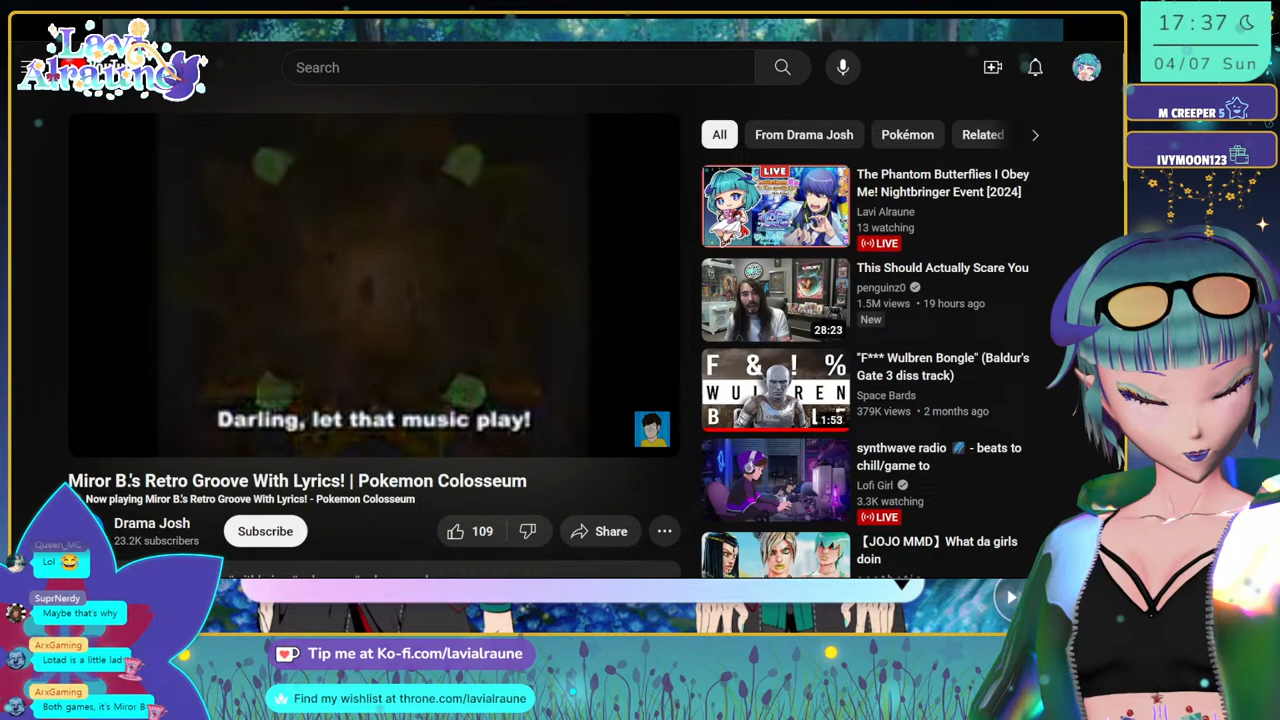 Lavi
Alraune
Search
17:37
04/07 Sun
M CREEPER 5
IVYMOON123
Darling, let that music play!
Miror B.'s Retro Groove With Lyrics! | Pokemon Colosseum
Now playing Miror B.'s Retro Groove With Lyrics! - Pokemon Colosseum
Drama Josh
23.2K subscribers
Subscribe
109
Share
All
From Drama Josh
Pokémon
Related
LIVE
The Phantom Butterflies I Obey
Me! Nightbringer Event [2024]
Lavi Alraune
13 watching
LIVE
This Should Actually Scare You
penguinz0
1.5M views • 19 hours ago
New
28:23
F & ! %
WULBREN
1:53
"F*** Wulbren Bongle" (Baldur's
Gate 3 diss track)
Space Bards
379K views • 2 months ago
synthwave radio 🌌 - beats to
chill/game to
Lofi Girl
3.3K watching
LIVE
【JOJO MMD】What da girls
doin
Queen_MC
Lol 😂
SuprNerdy
Maybe that's why
ArxGaming
Lotad is a little lad
ArxGaming
Both games, it's Miror B
Tip me at Ko-fi.com/lavialraune
Find my wishlist at throne.com/lavialraune